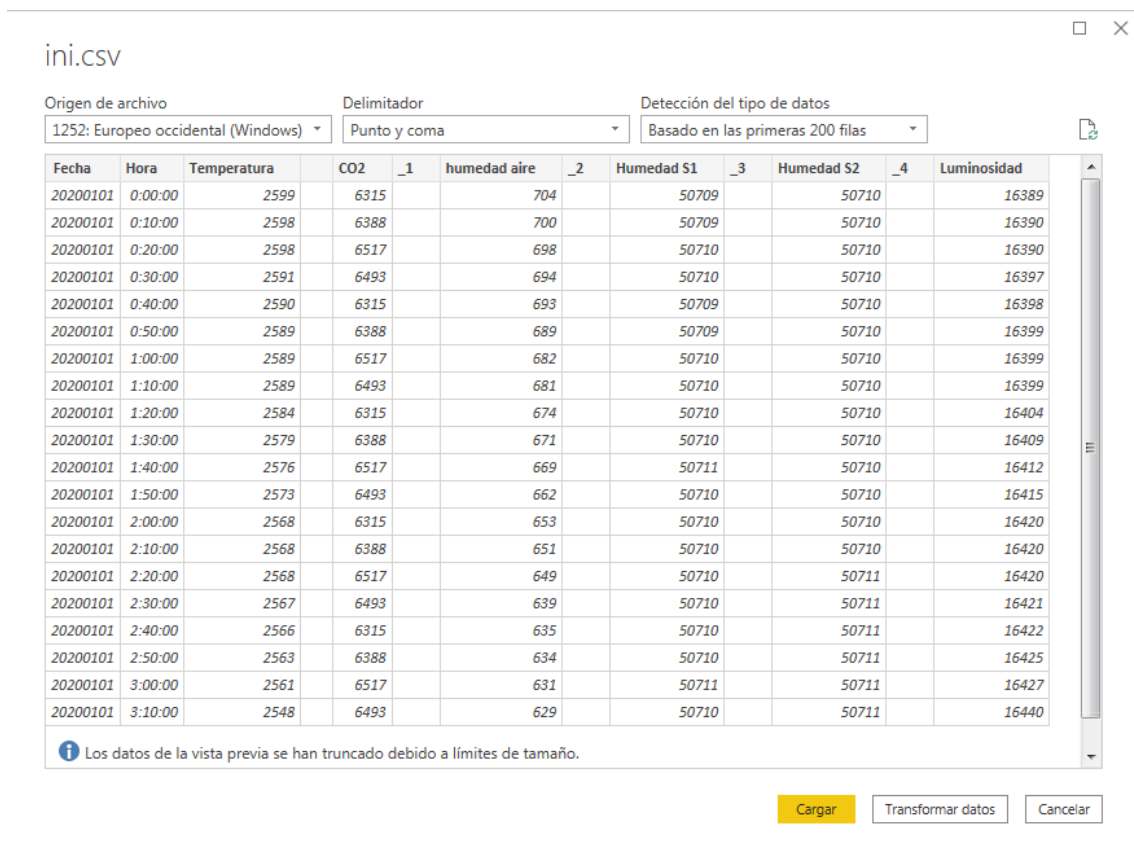 ini.csv
Origen de archivo Delimitador Detección del tipo de datos
1252: Europeo occidental (Windows) Punto y coma Basado en las primeras 200 filas
Fecha Hora Temperatura CO2 _1 humedad aire _2 Humedad S1 _3 Humedad S2 _4 Luminosidad
20200101 0:00:00 2599 6315 704 50709 50710 16389
20200101 0:10:00 2598 6388 700 50709 50710 16390
20200101 0:20:00 2598 6517 698 50710 50710 16390
20200101 0:30:00 2591 6493 694 50710 50710 16397
20200101 0:40:00 2590 6315 693 50709 50710 16398
20200101 0:50:00 2589 6388 689 50709 50710 16399
20200101 1:00:00 2589 6517 682 50710 50710 16399
20200101 1:10:00 2589 6493 681 50710 50710 16399
20200101 1:20:00 2584 6315 674 50710 50710 16404
20200101 1:30:00 2579 6388 671 50710 50710 16409
20200101 1:40:00 2576 6517 669 50711 50710 16412
20200101 1:50:00 2573 6493 662 50710 50710 16415
20200101 2:00:00 2568 6315 653 50710 50710 16420
20200101 2:10:00 2568 6388 651 50710 50710 16420
20200101 2:20:00 2568 6517 649 50710 50711 16420
20200101 2:30:00 2567 6493 639 50710 50711 16421
20200101 2:40:00 2566 6315 635 50710 50711 16422
20200101 2:50:00 2563 6388 634 50710 50711 16425
20200101 3:00:00 2561 6517 631 50711 50711 16427
20200101 3:10:00 2548 6493 629 50710 50711 16440
Los datos de la vista previa se han truncado debido a límites de tamaño.
Cargar Transformar datos Cancelar